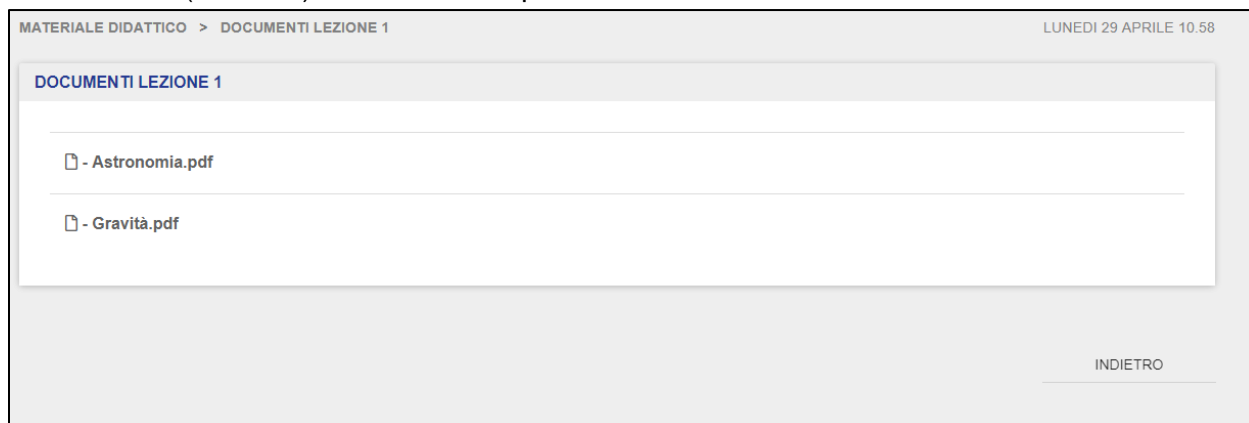 MATERIALE DIDATTICO > DOCUMENTI LEZIONE 1 LUNEDI 29 APRILE 10.58
DOCUMENTI LEZIONE 1
- Astronomia.pdf
- Gravità.pdf
INDIETRO